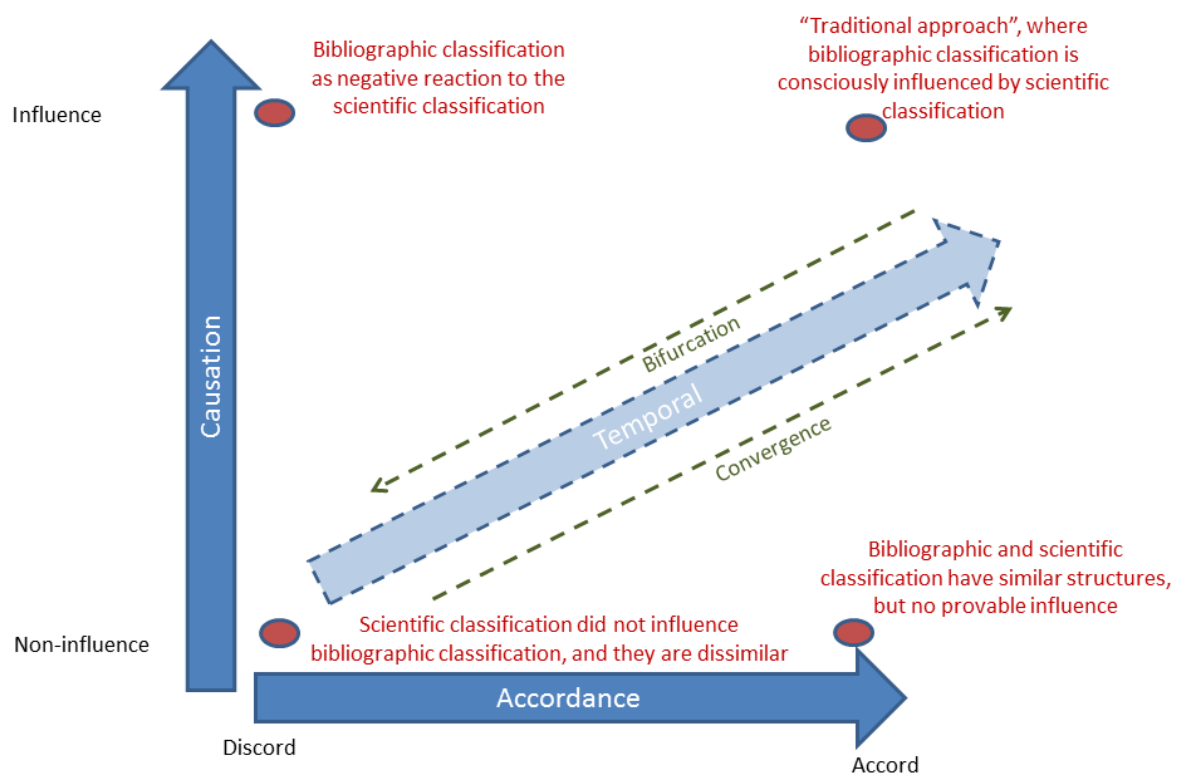 “Traditional approach”, where
bibliographic classification is
consciously influenced by scientific
classification
Bibliographic classification
as negative reaction to the
scientific classification
Influence
Causation
Bifurcation
Temporal
Convergence
Bibliographic and scientific
classification have similar structures,
but no provable influence
Non-influence
Scientific classification did not influence
bibliographic classification, and they are dissimilar
Accordance
Discord
Accord